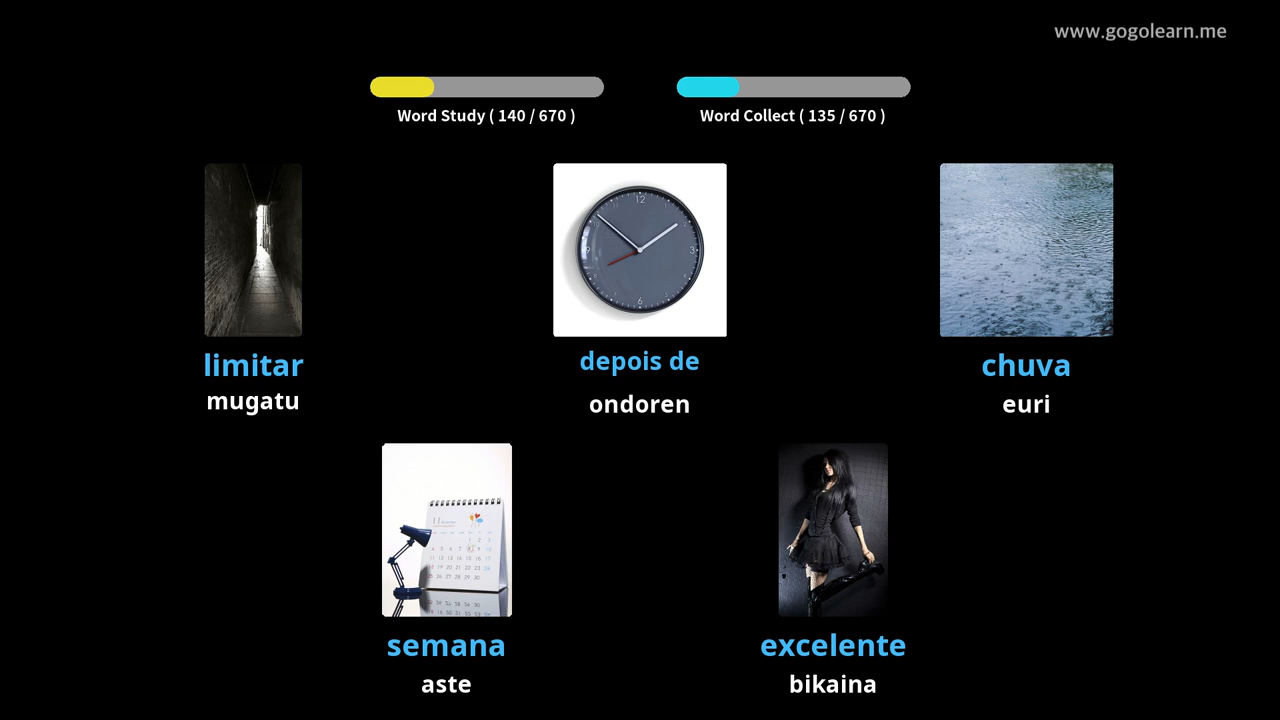 www.gogolearn.me
Word Study ( 140 / 670 )
Word Collect ( 135 / 670 )
limitar
mugatu
depois de
ondoren
chuva
euri
semana
aste
excelente
bikaina